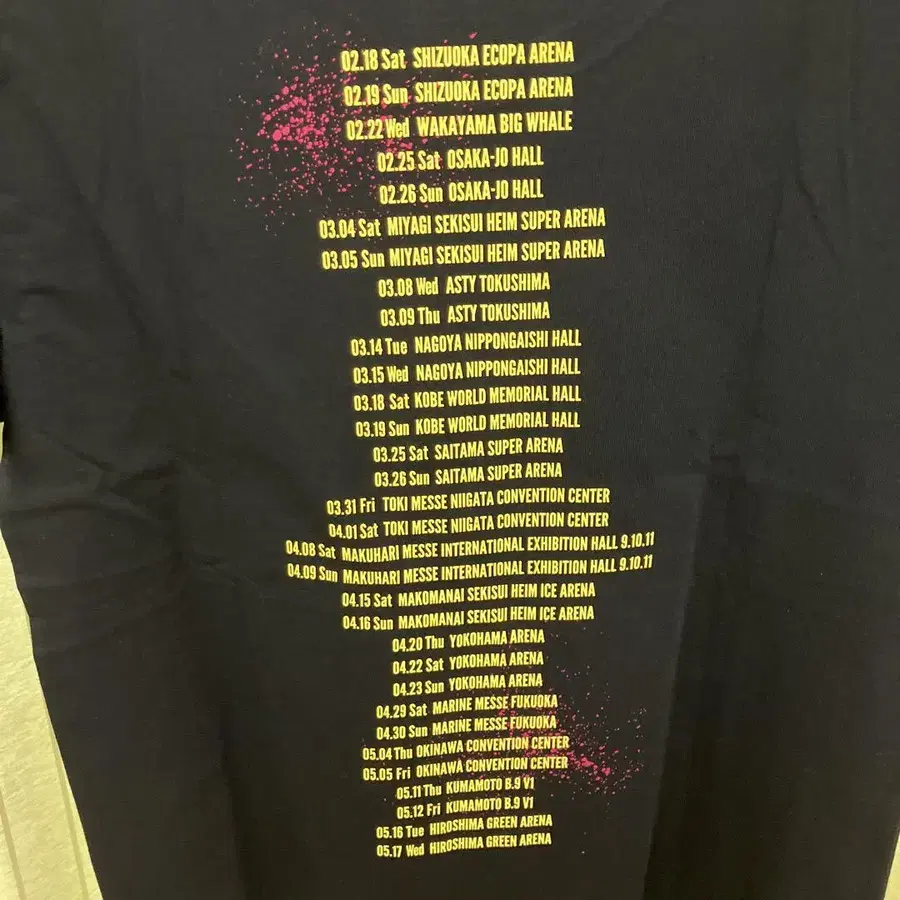 02.18 Sat SHIZUOKA ECOPA ARENA
02.19 Sun SHIZUOKA ECOPA ARENA
02.22 Wed WAKAYAMA BIG WHALE
02.25 Sat OSAKA-JO HALL
02.26 Sun OSAKA-JO HALL
03.04 Sat MIYAGI SEKISUI HEIM SUPER ARENA
03.05 Sun MIYAGI SEKISUI HEIM SUPER ARENA
03.08 Wed ASTY TOKUSHIMA
03.09 Thu ASTY TOKUSHIMA
03.14 Tue NAGOYA NIPPONGAISHI HALL
03.15 Wed NAGOYA NIPPONGAISHI HALL
03.18 Sat KOBE WORLD MEMORIAL HALL
03.19 Sun KOBE WORLD MEMORIAL HALL
03.25 Sat SAITAMA SUPER ARENA
03.26 Sun SAITAMA SUPER ARENA
03.31 Fri TOKI MESSE NIIGATA CONVENTION CENTER
04.01 Sat TOKI MESSE NIIGATA CONVENTION CENTER
04.08 Sat MAKUHARI MESSE INTERNATIONAL EXHIBITION HALL 9.10.11
04.09 Sun MAKUHARI MESSE INTERNATIONAL EXHIBITION HALL 9.10.11
04.15 Sat MAKOMANAI SEKISUI HEIM ICE ARENA
04.16 Sun MAKOMANAI SEKISUI HEIM ICE ARENA
04.20 Thu YOKOHAMA ARENA
04.22 Sat YOKOHAMA ARENA
04.23 Sun YOKOHAMA ARENA
04.29 Sat MARINE MESSE FUKUOKA
04.30 Sun MARINE MESSE FUKUOKA
05.04 Thu OKINAWA CONVENTION CENTER
05.05 Fri OKINAWA CONVENTION CENTER
05.11 Thu KUMAMOTO B.9 V1
05.12 Fri KUMAMOTO B.9 V1
05.16 Tue HIROSHIMA GREEN ARENA
05.17 Wed HIROSHIMA GREEN ARENA